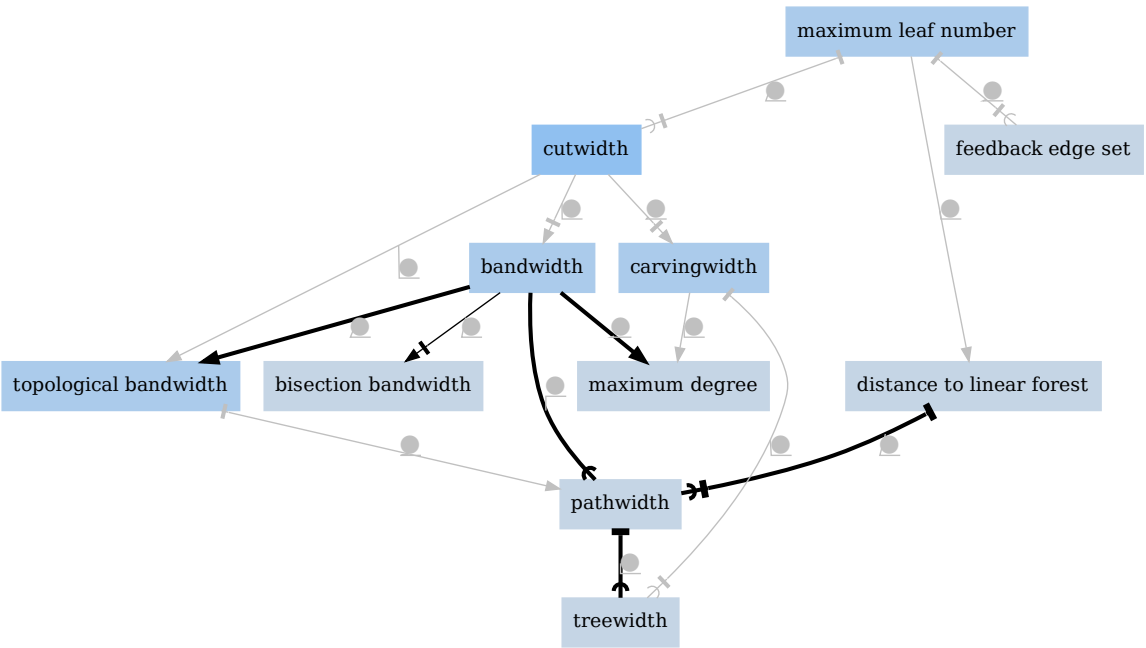 maximum leaf number
cutwidth
feedback edge set
bandwidth
carvingwidth
topological bandwidth
bisection bandwidth
maximum degree
distance to linear forest
pathwidth
treewidth